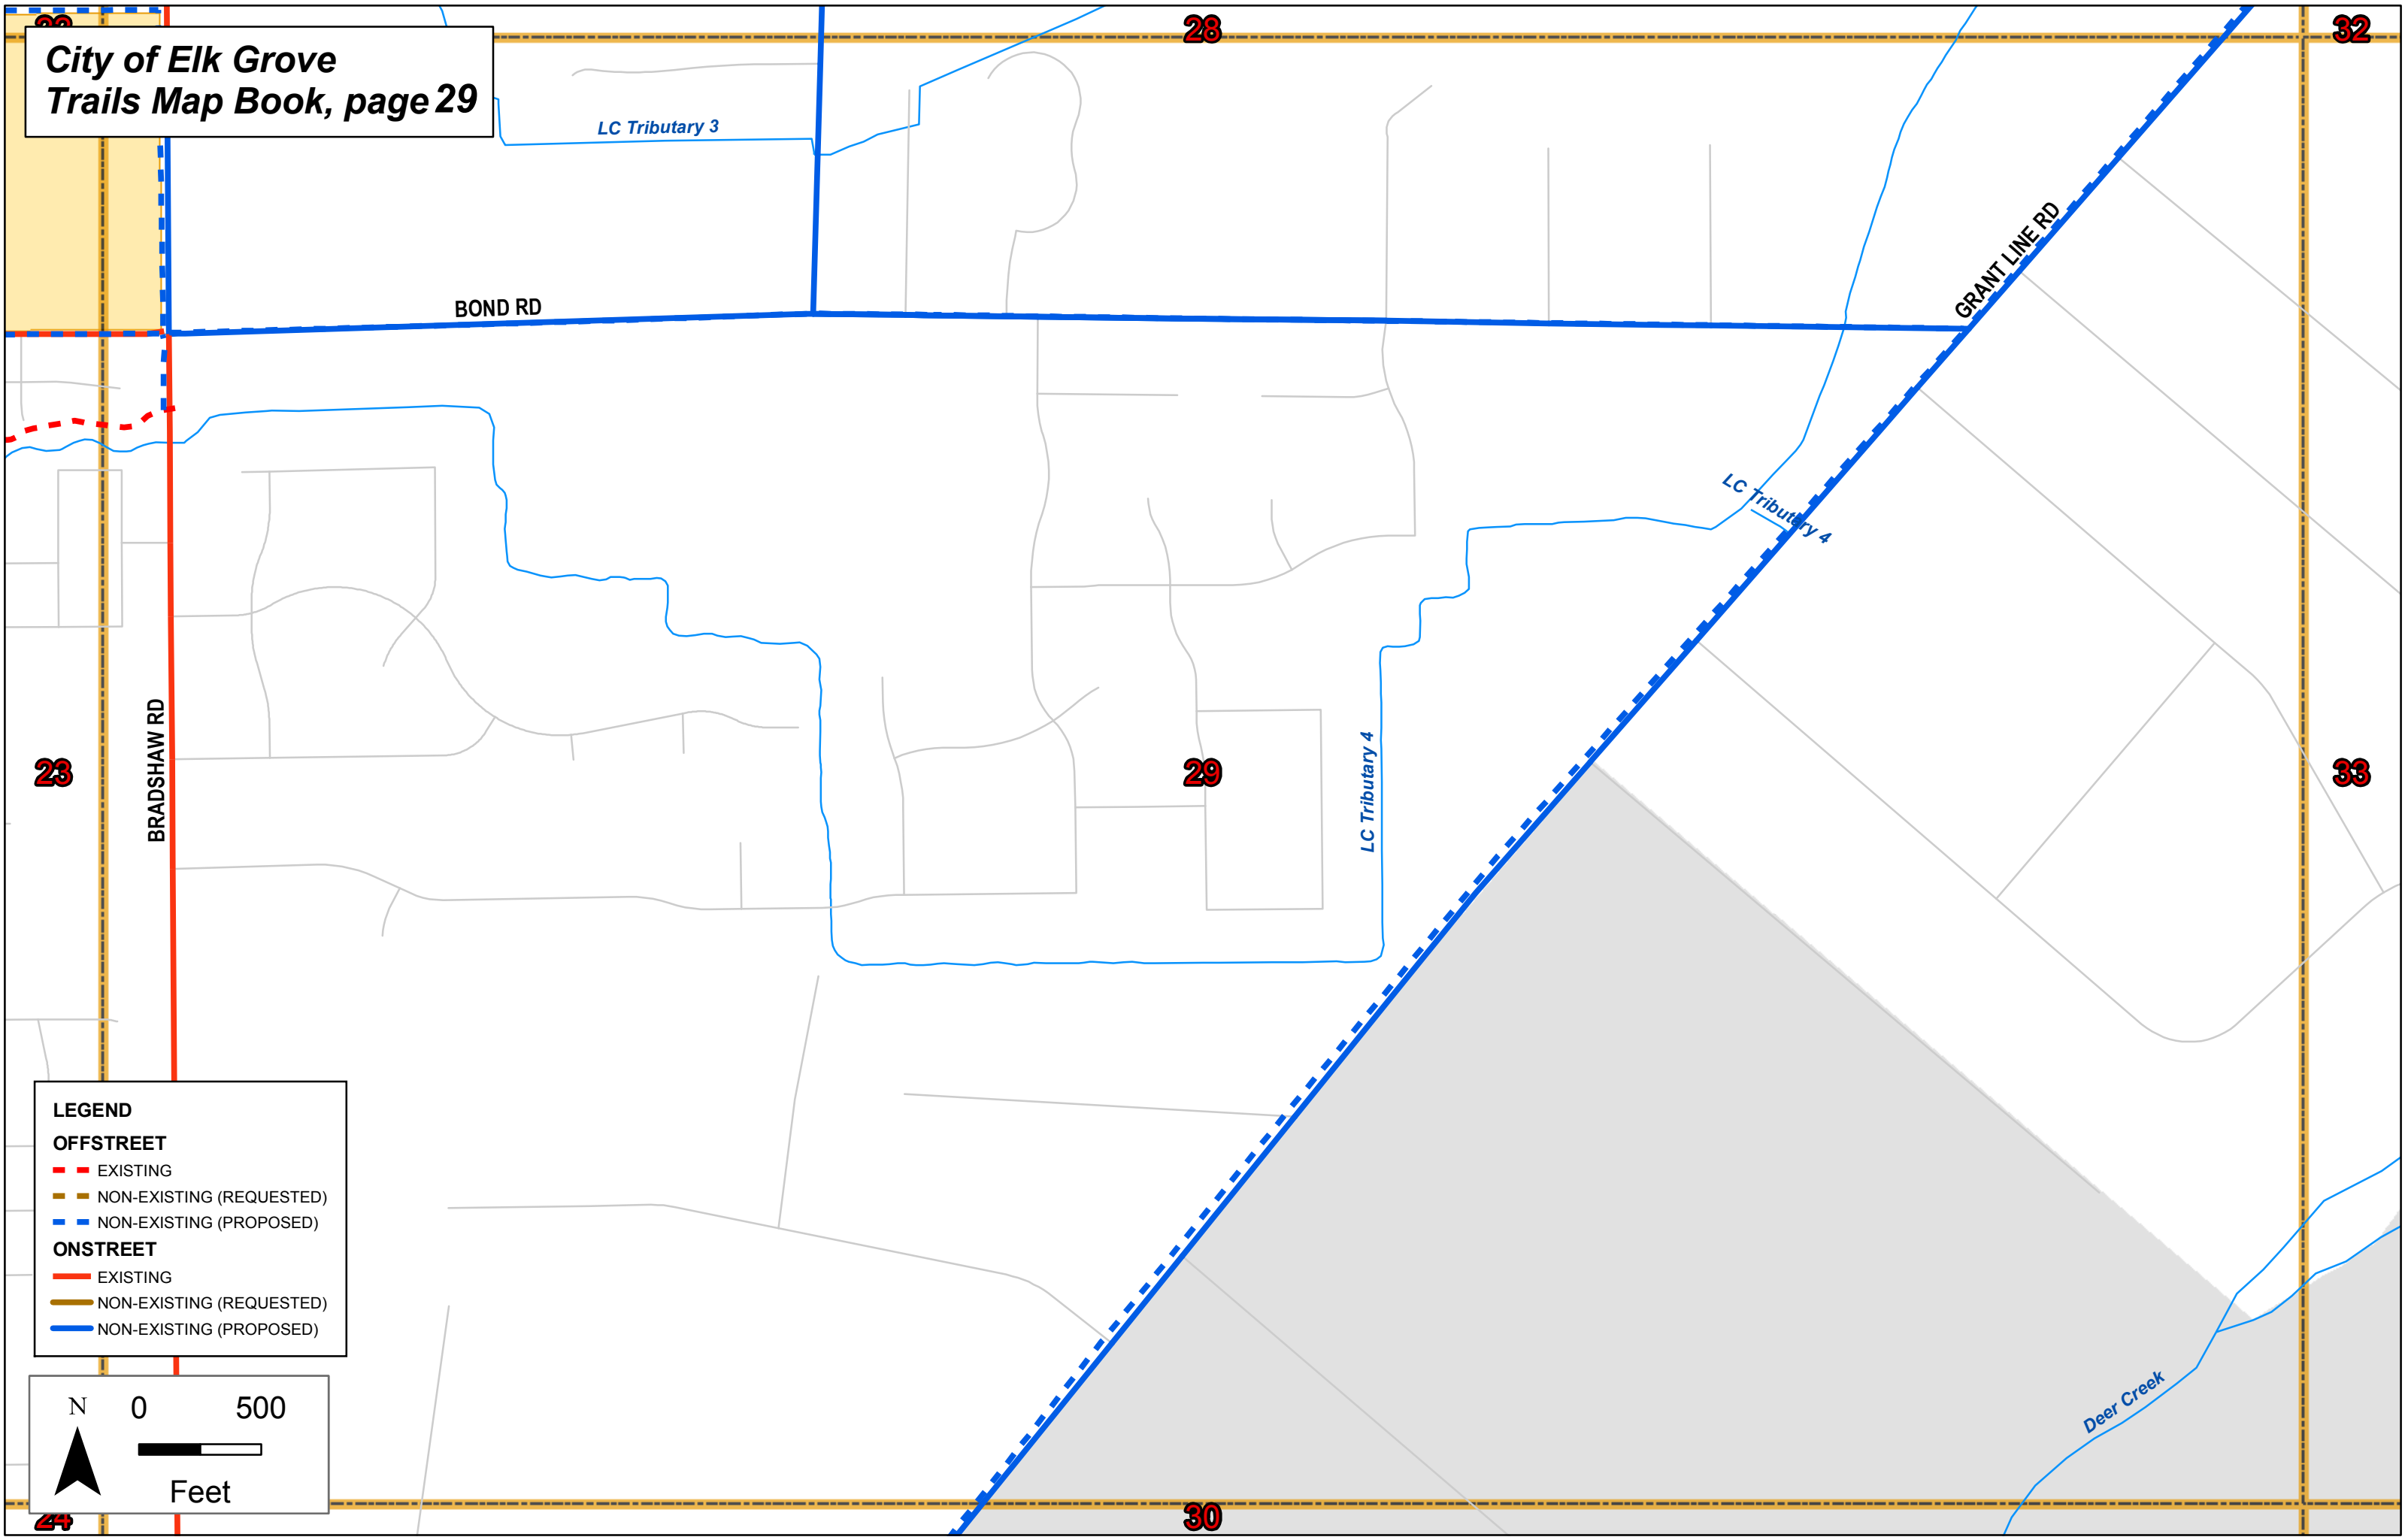 22
28
32
City of Elk Grove
Trails Map Book, page 29
LC Tributary 3
GRANT LINE RD
BOND RD
LC Tributary 4
BRADSHAW RD
LC Tributary 4
23
29
33
LEGEND
OFFSTREET
EXISTING
NON-EXISTING (REQUESTED)
NON-EXISTING (PROPOSED)
ONSTREET
EXISTING
NON-EXISTING (REQUESTED)
NON-EXISTING (PROPOSED)
Deer Creek
N 0 500
Feet
24
30